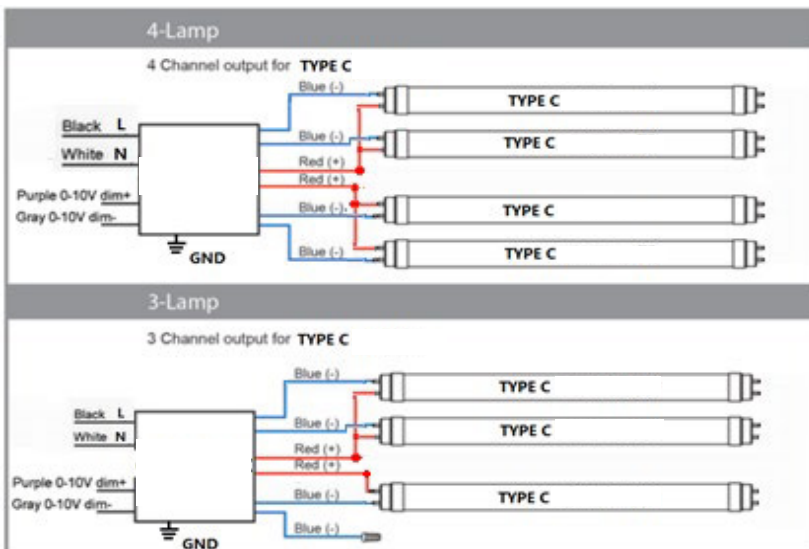 4-Lamp
4 Channel output for TYPE C
Blue (-)
TYPE C
Black L
Blue (-)
TYPE C
White N
Red (+)
Red (+)
Purple 0-10V dim+
Blue (-)
TYPE C
Gray 0-10V dim-
GND
Blue (-)
TYPE C
3-Lamp
3 Channel output for TYPE C
Blue (-)
TYPE C
Black L
Blue (-)
TYPE C
White N
Red (+)
Red (+)
Purple 0-10V dim+
Blue (-)
TYPE C
Gray 0-10V dim-
Blue (-)
GND